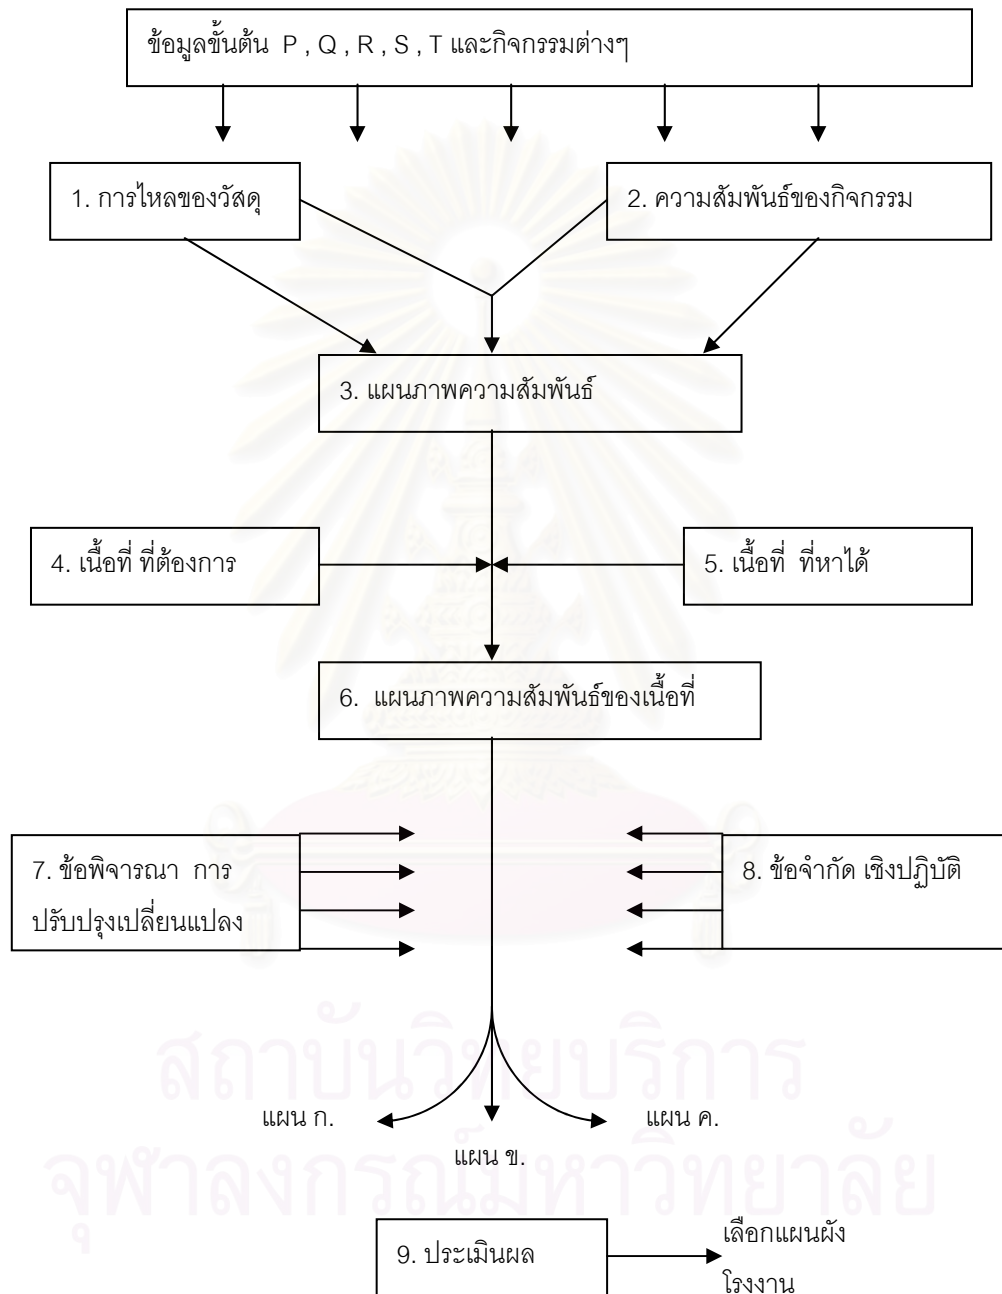 ข้อมูลขั้นต้น P , Q , R , S , T และกิจกรรมต่างๆ
1. การไหลของวัสดุ
2. ความสัมพันธ์ของกิจกรรม
3. แผนภาพความสัมพันธ์
4. เนื้อที่ ที่ต้องการ
5. เนื้อที่ ที่หาได้
6. แผนภาพความสัมพันธ์ของเนื้อที่
7. ข้อพิจารณา การ
ปรับปรุงเปลี่ยนแปลง
8. ข้อจำกัด เชิงปฏิบัติ
สถาบันวิทยบริการ
แผน ก.
แผน ค.
แผน ข.
จุฬาลงกรณ์มหาวิทยาลัย
9. ประเมินผล
เลือกแผนผัง
โรงงาน